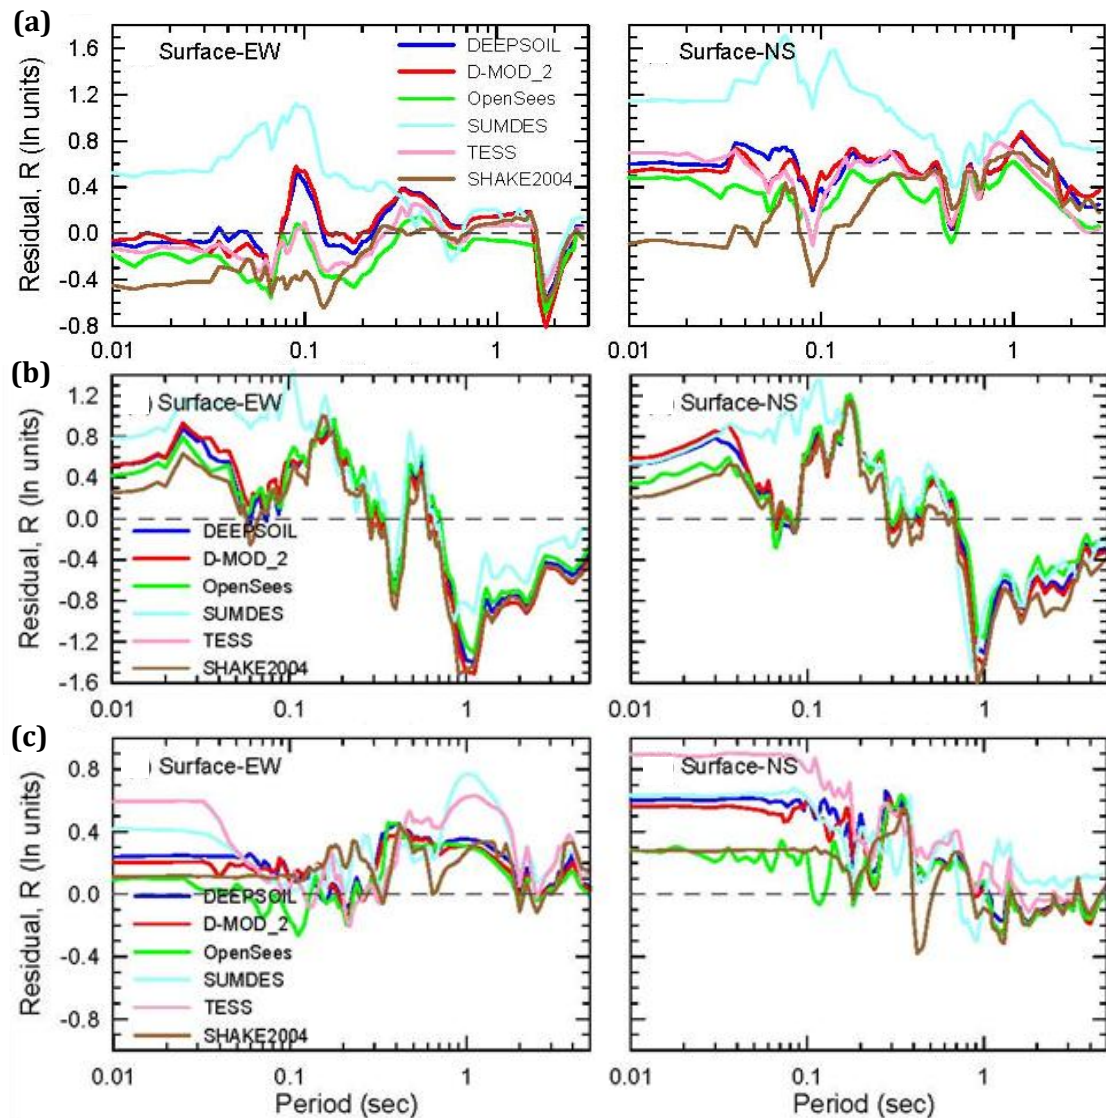 (a)
Residual, R (ln units)
1.6
1.2
0.8
0.4
0.0
-0.4
-0.8
Surface-EW
DEEPSOIL
D-MOD_2
OpenSees
SUMDES
TESS
SHAKE2004
0.01
0.1
1
Surface-NS
0.01
0.1
1
(b)
Residual, R (ln units)
1.2
0.8
0.4
0.0
-0.4
-0.8
-1.2
-1.6
) Surface-EW
DEEPSOIL
D-MOD_2
OpenSees
SUMDES
TESS
SHAKE2004
0.01
0.1
1
) Surface-NS
0.01
0.1
1
(c)
Residual, R (ln units)
0.8
0.4
0.0
-0.4
-0.8
) Surface-EW
DEEPSOIL
D-MOD_2
OpenSees
SUMDES
TESS
SHAKE2004
0.01
0.1
1
Period (sec)
) Surface-NS
0.01
0.1
1
Period (sec)